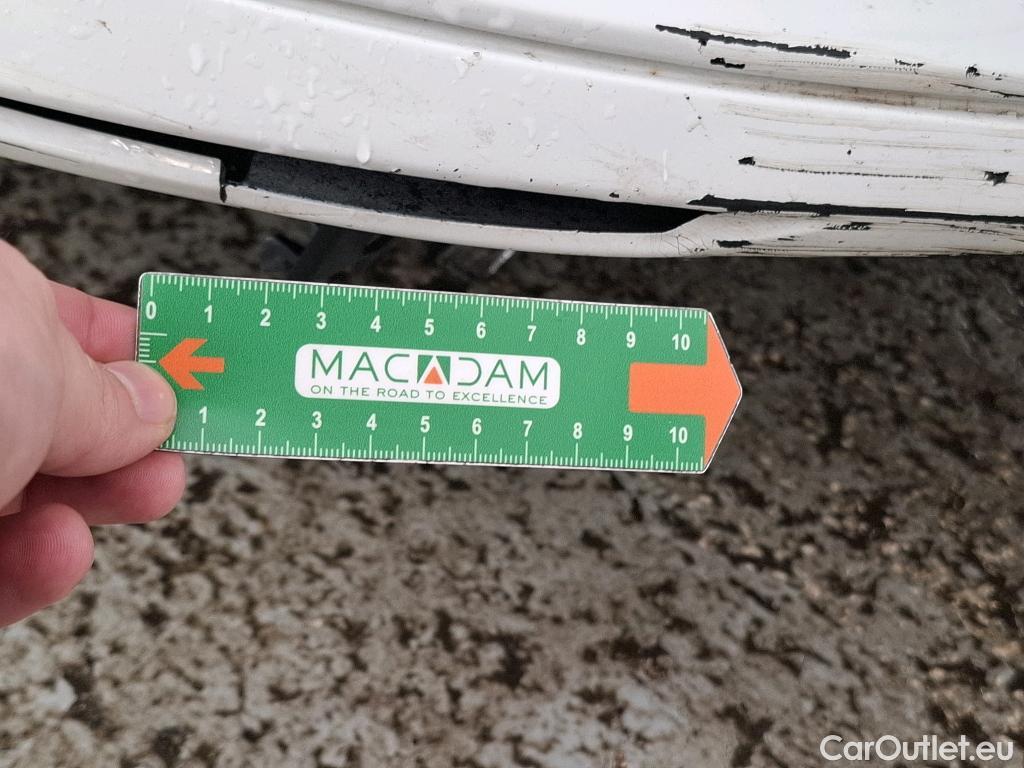 0 1 2 3 4 5 6 7 8 9 10
MACADAM
ON THE ROAD TO EXCELLENCE
1 2 3 4 5 6 7 8 9 10
CarOutlet.eu